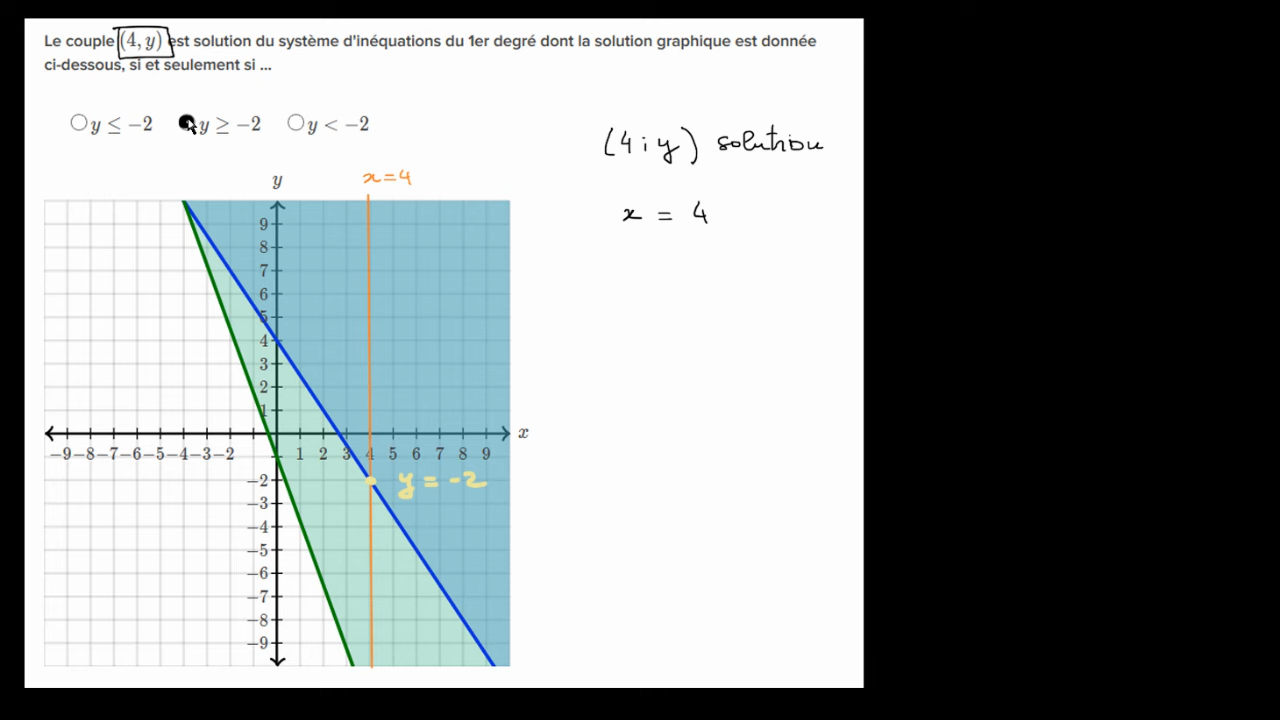 Le couple (4, y) est solution du système d'inéquations du 1er degré dont la solution graphique est donnée
ci-dessous, si et seulement si ...
y ≤ −2 y ≥ −2 y < −2
(4 ; y) solution
x = 4
x = 4
y
9
8
7
6
5
4
3
2
1
x
−9 −8 −7 −6 −5 −4 −3 −2 1 2 3 4 5 6 7 8 9
y = -2
−2
−3
−4
−5
−6
−7
−8
−9